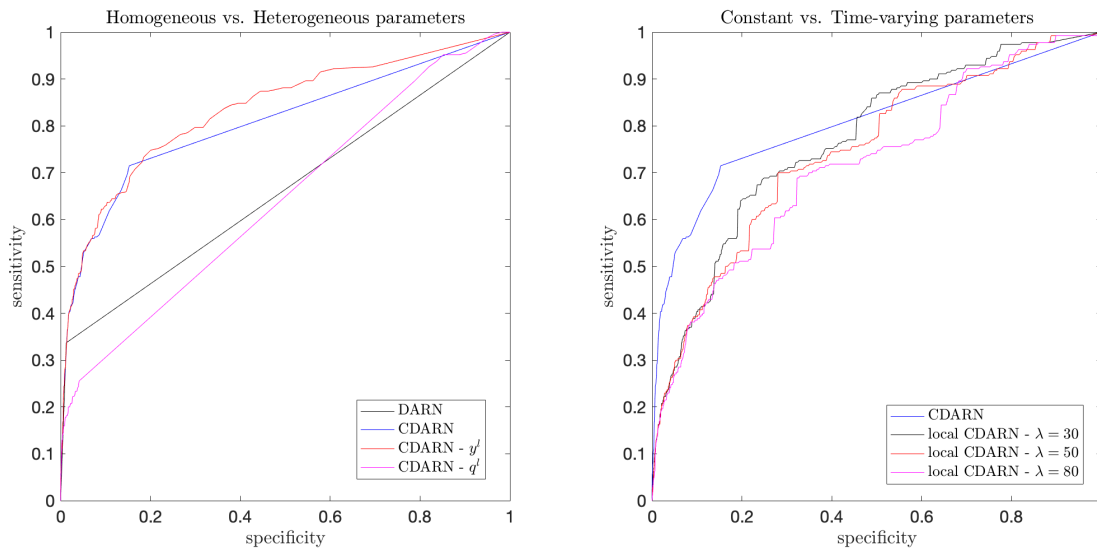 Homogeneous vs. Heterogeneous parameters
1
0.9
0.8
0.7
0.6
0.5
0.4
0.3
0.2
0.1
0
sensitivity
0 0.2 0.4 0.6 0.8 1
specificity
DARN
CDARN
CDARN - y^l
CDARN - q^l
Constant vs. Time-varying parameters
1
0.9
0.8
0.7
0.6
0.5
0.4
0.3
0.2
0.1
0
sensitivity
0 0.2 0.4 0.6 0.8
specificity
CDARN
local CDARN - λ = 30
local CDARN - λ = 50
local CDARN - λ = 80